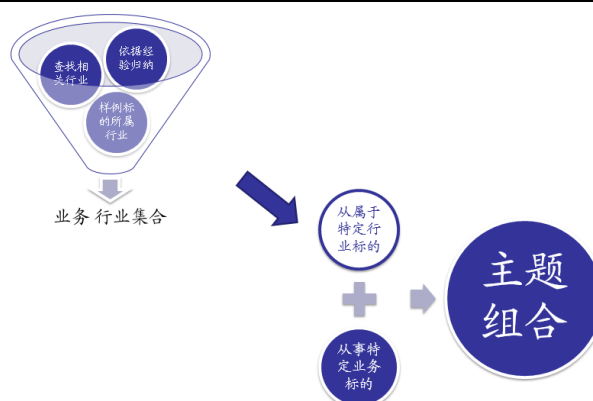 查找相
关行业
依据经
验归纳
样例标
的所属
行业
业务 行业集合
从属于
特定行
业标的
从事特
定业务
标的
主题
组合